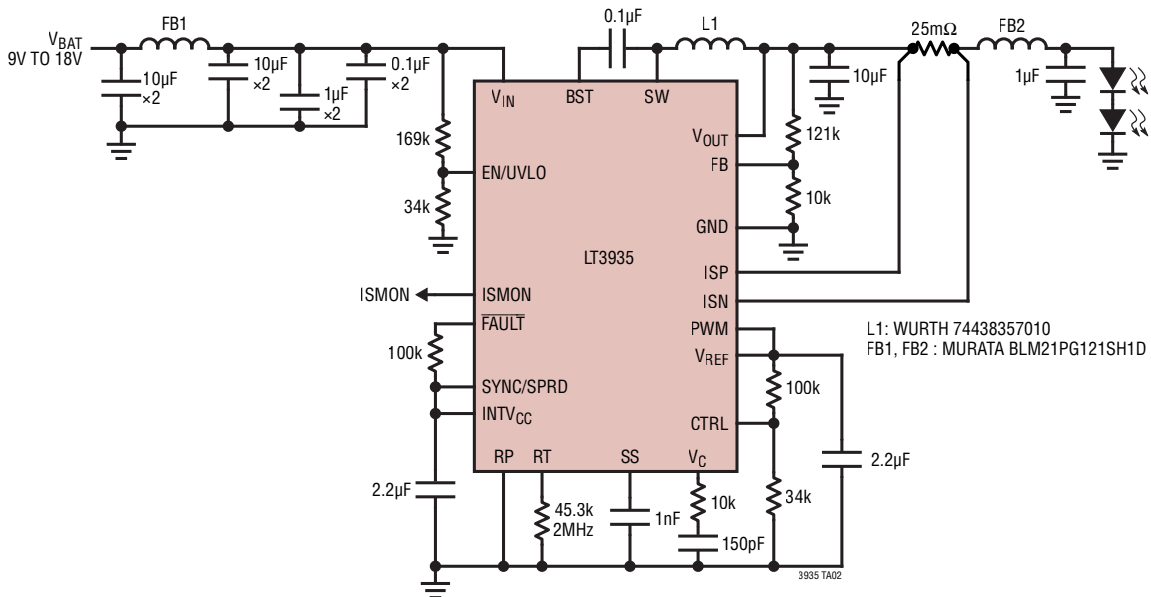 VBAT
9V TO 18V
FB1
10µF
×2
10µF
×2
1µF
×2
0.1µF
×2
0.1µF
L1
10µF
25mΩ
FB2
1µF
VIN
BST
SW
VOUT
FB
GND
ISP
ISN
PWM
VREF
CTRL
VC
SS
RT
RP
INTVCC
SYNC/SPRD
FAULT
ISMON
EN/UVLO
LT3935
169k
34k
ISMON
100k
2.2µF
121k
10k
L1: WURTH 74438357010
FB1, FB2 : MURATA BLM21PG121SH1D
100k
34k
2.2µF
45.3k
2MHz
1nF
10k
150pF
3935 TA02